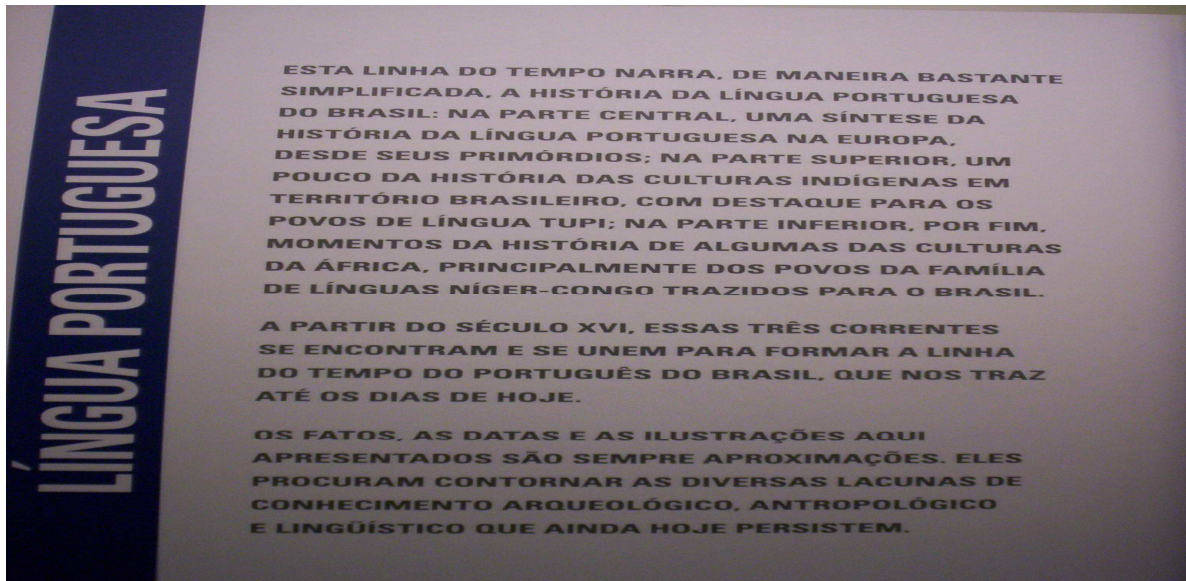 LÍNGUA PORTUGUESA
ESTA LINHA DO TEMPO NARRA, DE MANEIRA BASTANTE
SIMPLIFICADA, A HISTÓRIA DA LÍNGUA PORTUGUESA
DO BRASIL: NA PARTE CENTRAL, UMA SÍNTESE DA
HISTÓRIA DA LÍNGUA PORTUGUESA NA EUROPA,
DESDE SEUS PRIMÓRDIOS; NA PARTE SUPERIOR, UM
POUCO DA HISTÓRIA DAS CULTURAS INDÍGENAS EM
TERRITÓRIO BRASILEIRO, COM DESTAQUE PARA OS
POVOS DE LÍNGUA TUPI; NA PARTE INFERIOR, POR FIM,
MOMENTOS DA HISTÓRIA DE ALGUMAS DAS CULTURAS
DA ÁFRICA, PRINCIPALMENTE DOS POVOS DA FAMÍLIA
DE LÍNGUAS NÍGER-CONGO TRAZIDOS PARA O BRASIL.
A PARTIR DO SÉCULO XVI, ESSAS TRÊS CORRENTES
SE ENCONTRAM E SE UNEM PARA FORMAR A LINHA
DO TEMPO DO PORTUGUÊS DO BRASIL, QUE NOS TRAZ
ATÉ OS DIAS DE HOJE.
OS FATOS, AS DATAS E AS ILUSTRAÇÕES AQUI
APRESENTADOS SÃO SEMPRE APROXIMAÇÕES. ELES
PROCURAM CONTORNAR AS DIVERSAS LACUNAS DE
CONHECIMENTO ARQUEOLÓGICO, ANTROPOLÓGICO
E LINGÜÍSTICO QUE AINDA HOJE PERSISTEM.